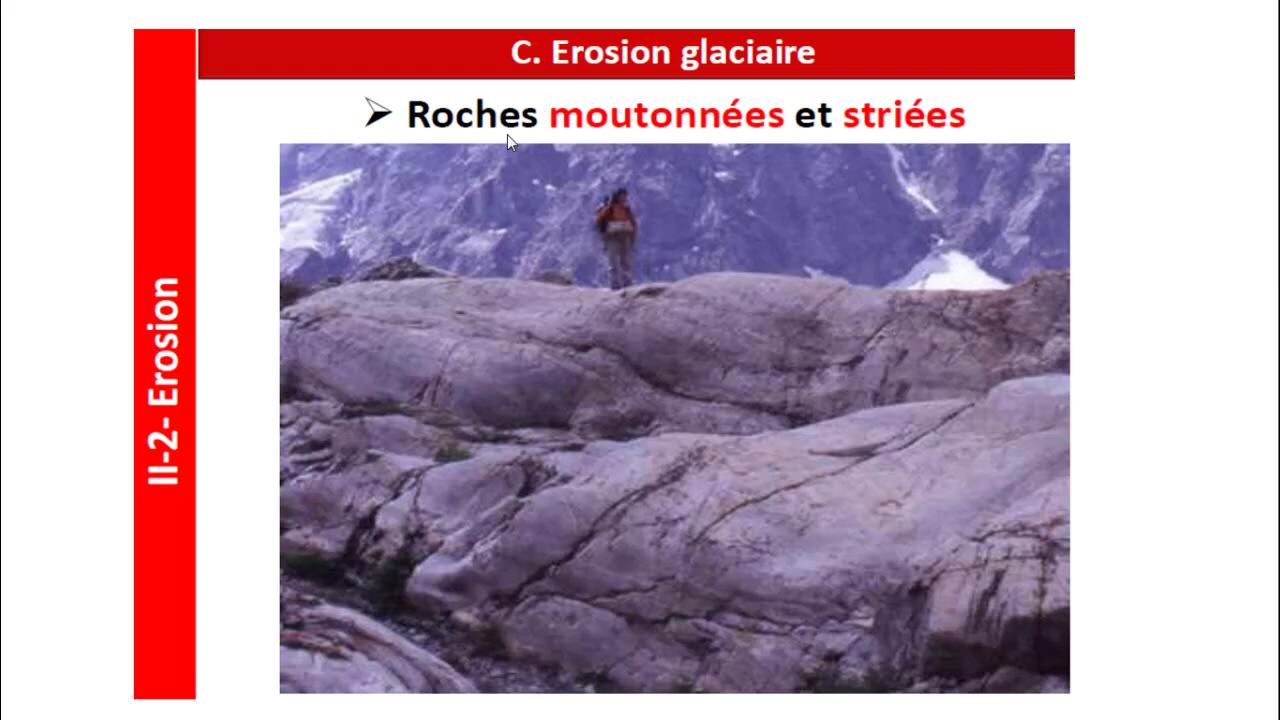 C. Erosion glaciaire
➢ Roches moutonnées et striées
II-2- Erosion